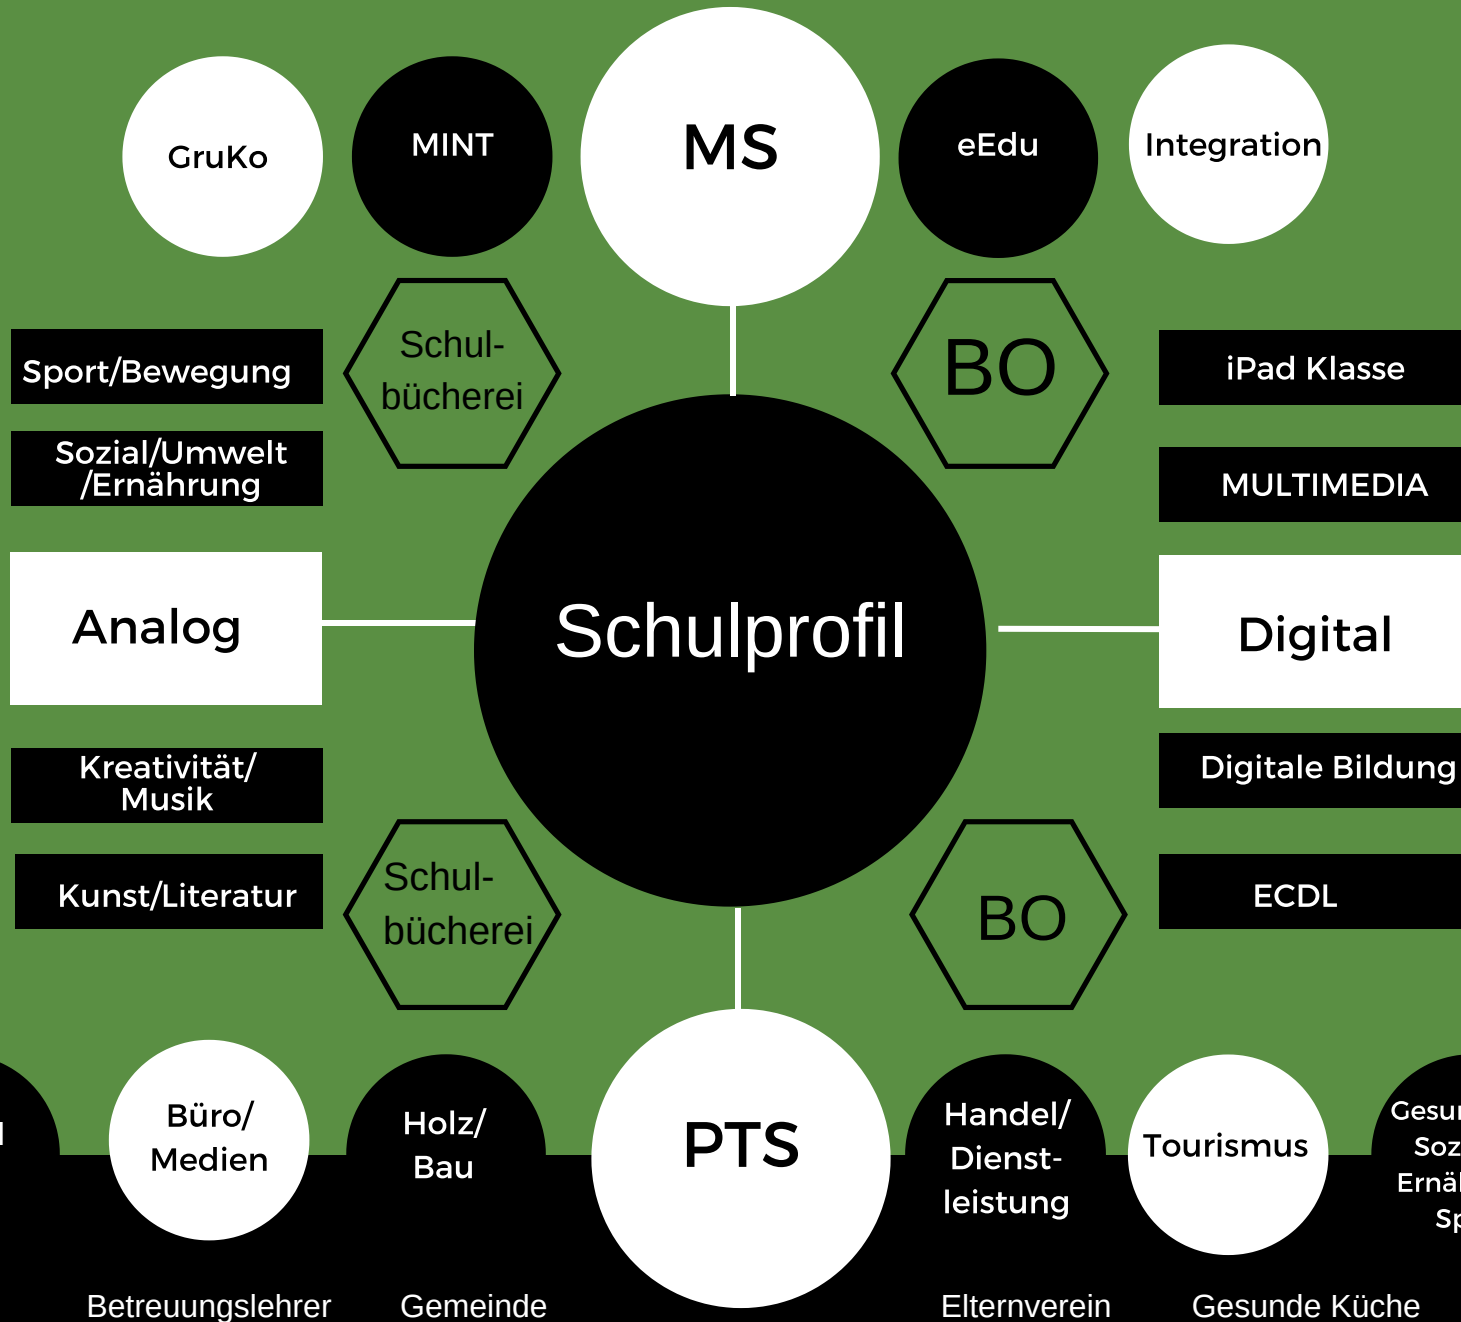 GruKo
MINT
MS
eEdu
Integration
Schul-
bücherei
BO
Sport/Bewegung
iPad Klasse
Sozial/Umwelt
/Ernährung
MULTIMEDIA
Analog
Schulprofil
Digital
Kreativität/
Musik
Digitale Bildung
Kunst/Literatur
Schul-
bücherei
BO
ECDL
Büro/
Medien
Holz/
Bau
PTS
Handel/
Dienst-
leistung
Tourismus
Betreuungslehrer
Gemeinde
Elternverein
Gesunde Küche